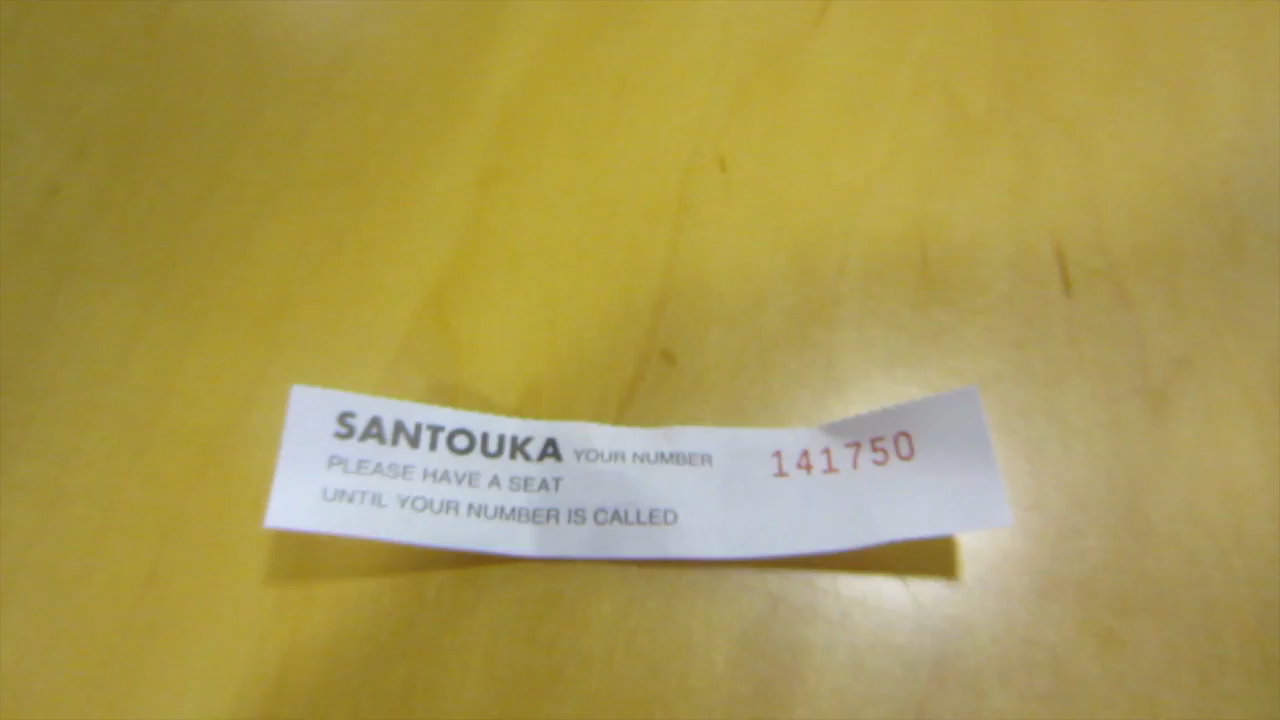 SANTOUKA YOUR NUMBER 141750
PLEASE HAVE A SEAT
UNTIL YOUR NUMBER IS CALLED